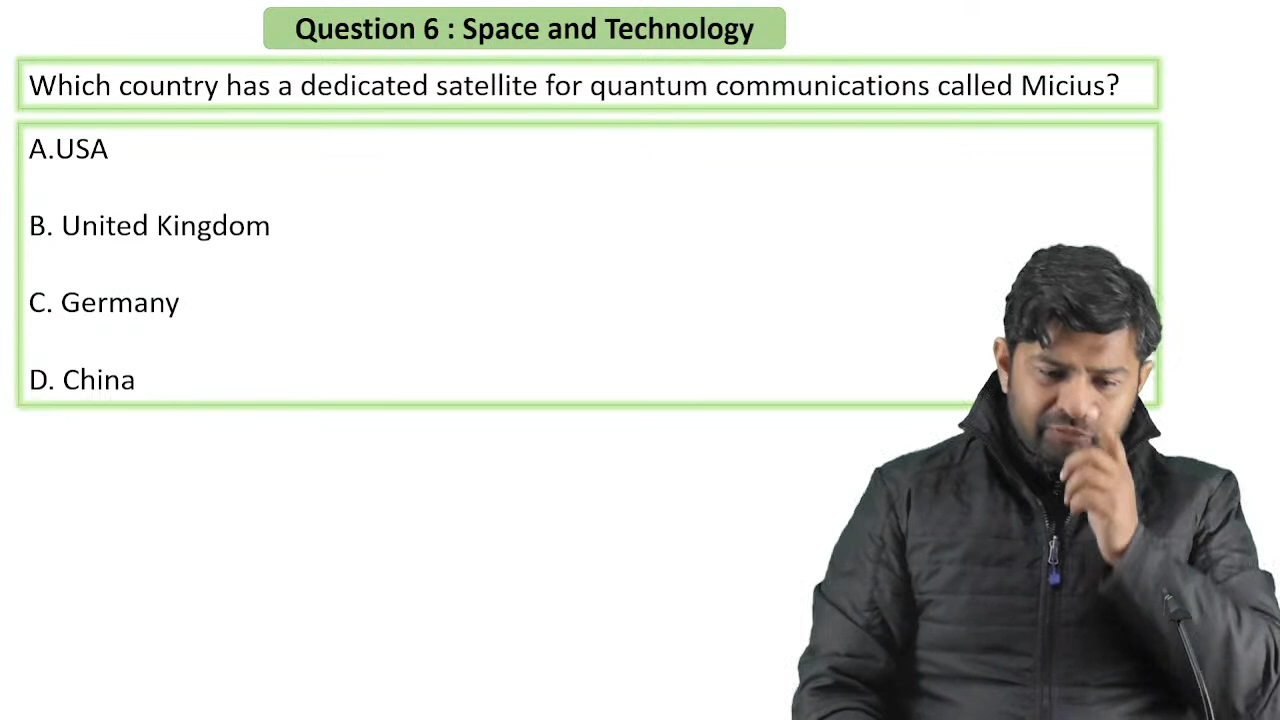 Question 6 : Space and Technology
Which country has a dedicated satellite for quantum communications called Micius?
A.USA
B. United Kingdom
C. Germany
D. China